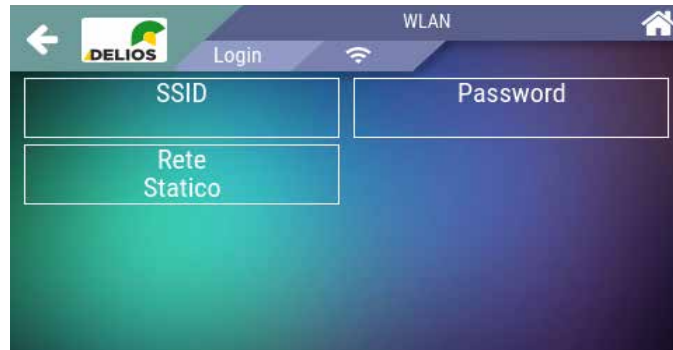 WLAN
DELIOS
Login
SSID
Password
Rete
Statico